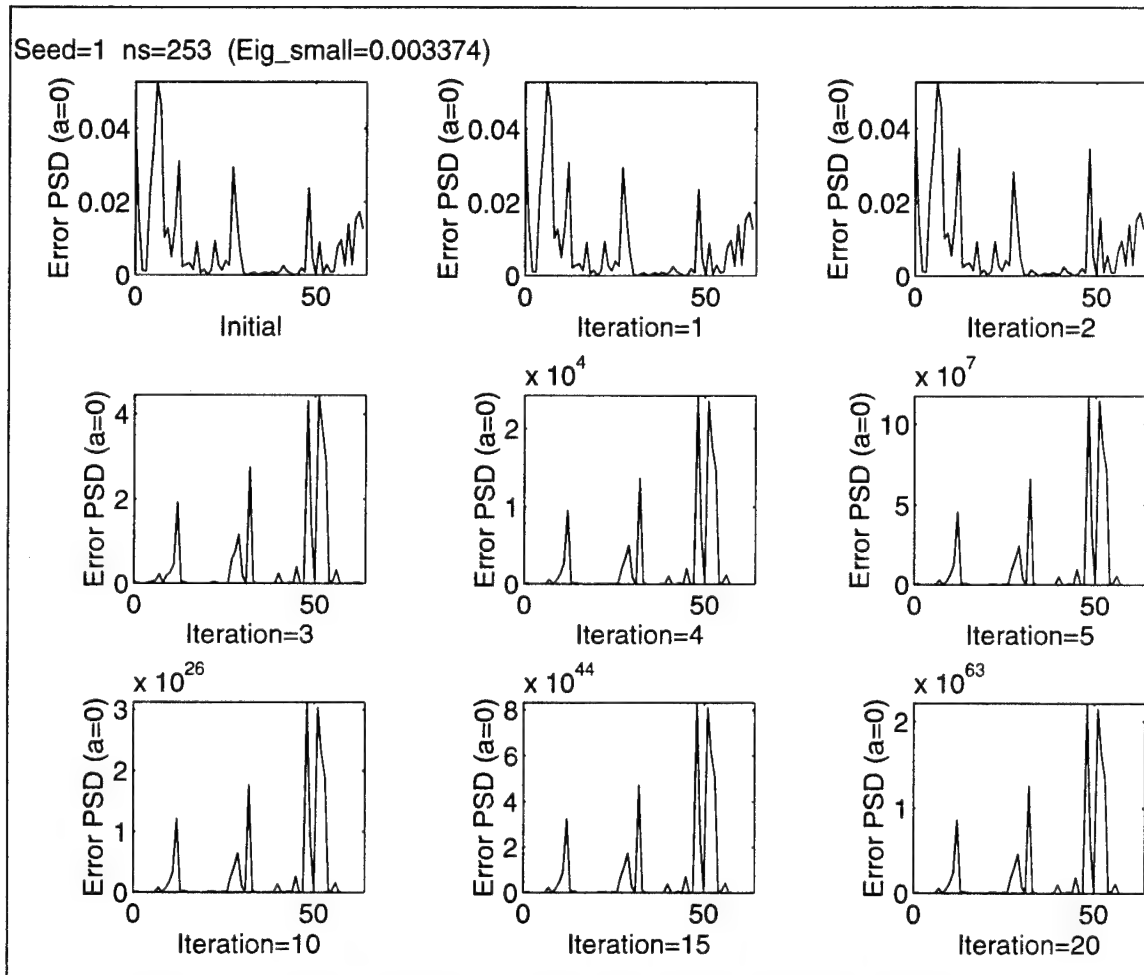 Seed=1 ns=253 (Eig_small=0.003374)
Error PSD (a=0)
0.04
0.02
0
0 50
Initial
Error PSD (a=0)
0.04
0.02
0
0 50
Iteration=1
Error PSD (a=0)
0.04
0.02
0
0 50
Iteration=2
Error PSD (a=0)
4
2
0
0 50
Iteration=3
x 10^4
Error PSD (a=0)
2
1
0
0 50
Iteration=4
x 10^7
Error PSD (a=0)
10
5
0
0 50
Iteration=5
x 10^26
Error PSD (a=0)
3
2
1
0
0 50
Iteration=10
x 10^44
Error PSD (a=0)
8
6
4
2
0
0 50
Iteration=15
x 10^63
Error PSD (a=0)
2
1
0
0 50
Iteration=20